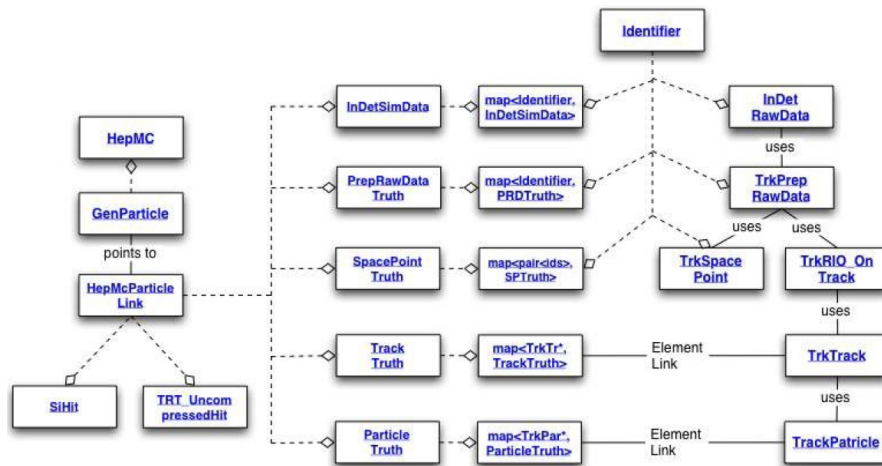 Identifier
InDetSimData
map<Identifier,
InDetSimData>
InDet
RawData
HepMC
uses
PrepRawData
Truth
map<Identifier,
PRDTruth>
TrkPrep
RawData
GenParticle
uses
uses
points to
SpacePoint
Truth
map<pair<ids>,
SPTruth>
TrkSpace
Point
TrkRIO_On
Track
HepMcParticle
Link
uses
Track
Truth
map<TrkTr*,
TrackTruth>
Element
Link
TrkTrack
SiHit
TRT_Uncom
pressedHit
uses
Particle
Truth
map<TrkPar*,
ParticleTruth>
Element
Link
TrackPatricle